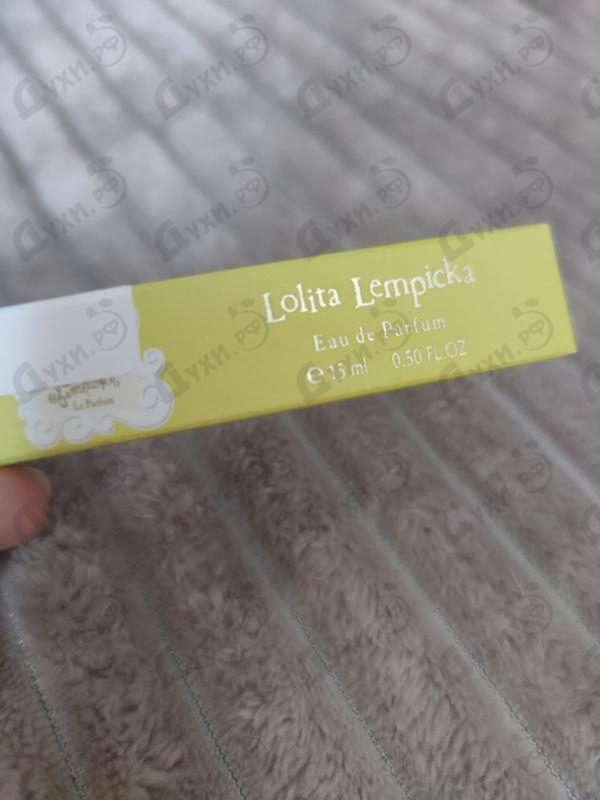 Lolita Lempicka
Eau de Parfum
℮ 15 ml 0.50 FL.OZ
Le Parfum
Духи.рф